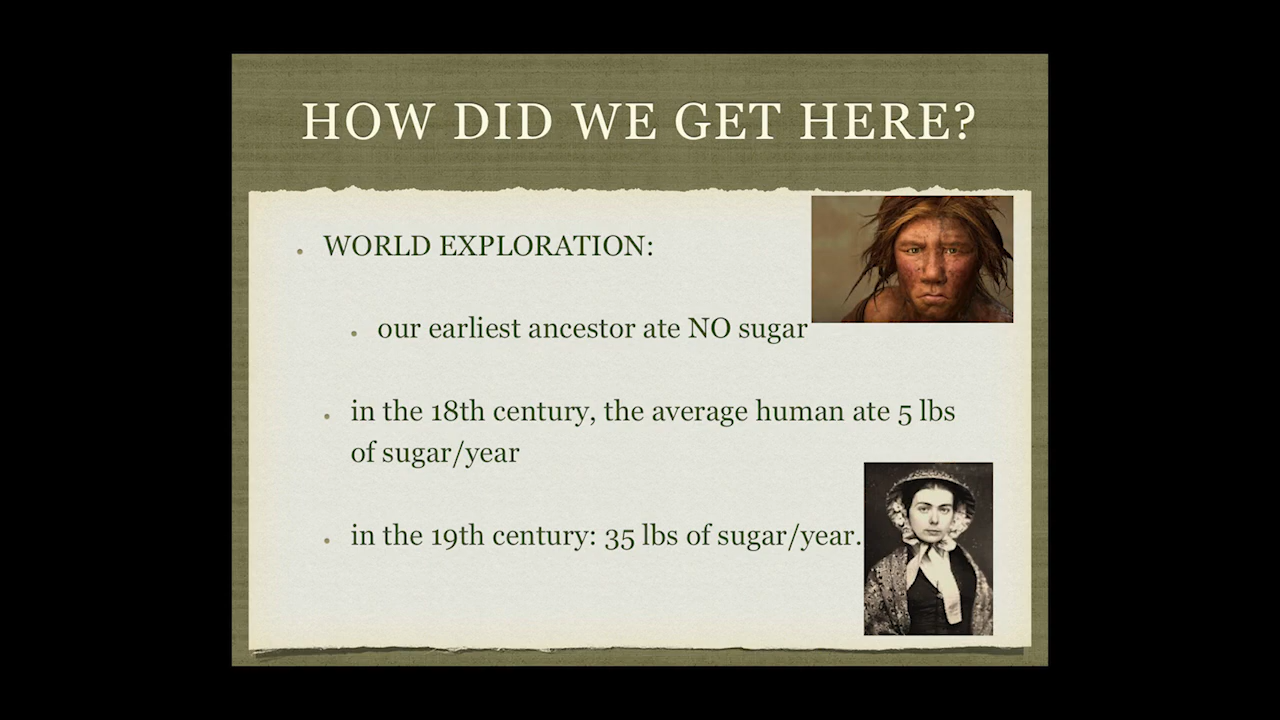 HOW DID WE GET HERE?
WORLD EXPLORATION:
our earliest ancestor ate NO sugar
in the 18th century, the average human ate 5 lbs
of sugar/year
in the 19th century: 35 lbs of sugar/year.